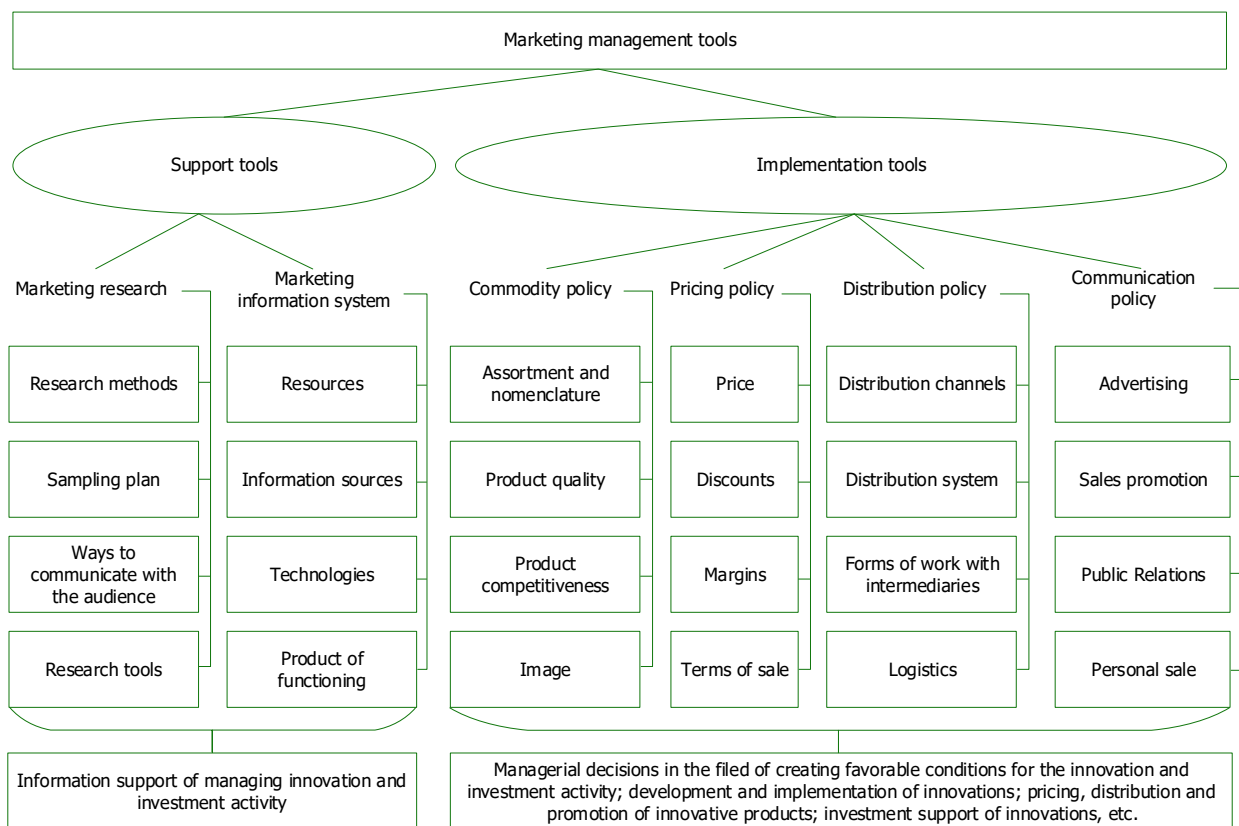 Marketing management tools
Support tools
Implementation tools
Marketing research
Marketing
information system
Commodity policy
Pricing policy
Distribution policy
Communication
policy
Research methods
Resources
Assortment and
nomenclature
Price
Distribution channels
Advertising
Sampling plan
Information sources
Product quality
Discounts
Distribution system
Sales promotion
Ways to
communicate with
the audience
Technologies
Product
competitiveness
Margins
Forms of work with
intermediaries
Public Relations
Research tools
Product of
functioning
Image
Terms of sale
Logistics
Personal sale
Information support of managing innovation and
investment activity
Managerial decisions in the filed of creating favorable conditions for the innovation and
investment activity; development and implementation of innovations; pricing, distribution and
promotion of innovative products; investment support of innovations, etc.